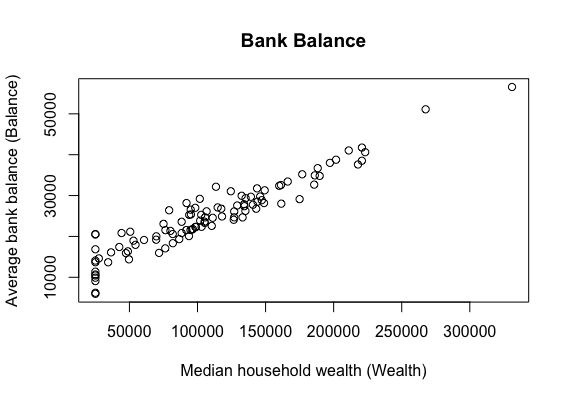 Bank Balance
Average bank balance (Balance)
50000
30000
10000
50000 100000 150000 200000 250000 300000
Median household wealth (Wealth)